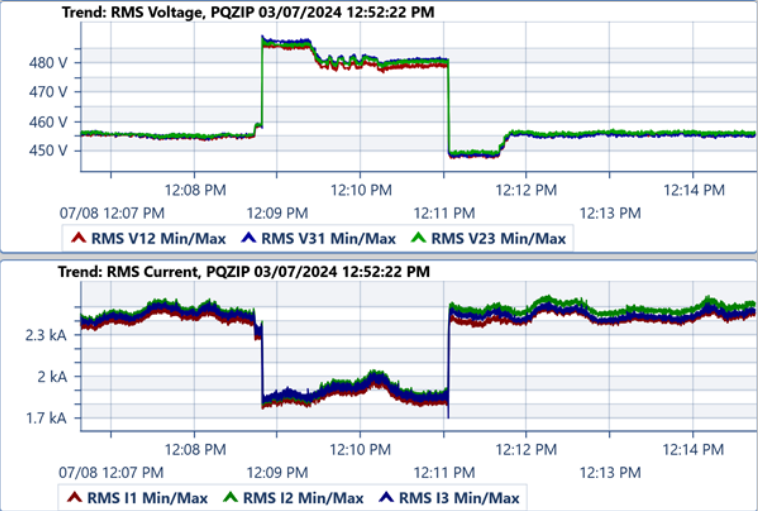 Trend: RMS Voltage, PQZIP 03/07/2024 12:52:22 PM
480 V
470 V
460 V
450 V
12:08 PM 12:10 PM 12:12 PM 12:14 PM
07/08 12:07 PM 12:09 PM 12:11 PM 12:13 PM
RMS V12 Min/Max RMS V31 Min/Max RMS V23 Min/Max
Trend: RMS Current, PQZIP 03/07/2024 12:52:22 PM
2.3 kA
2 kA
1.7 kA
12:08 PM 12:10 PM 12:12 PM 12:14 PM
07/08 12:07 PM 12:09 PM 12:11 PM 12:13 PM
RMS I1 Min/Max RMS I2 Min/Max RMS I3 Min/Max